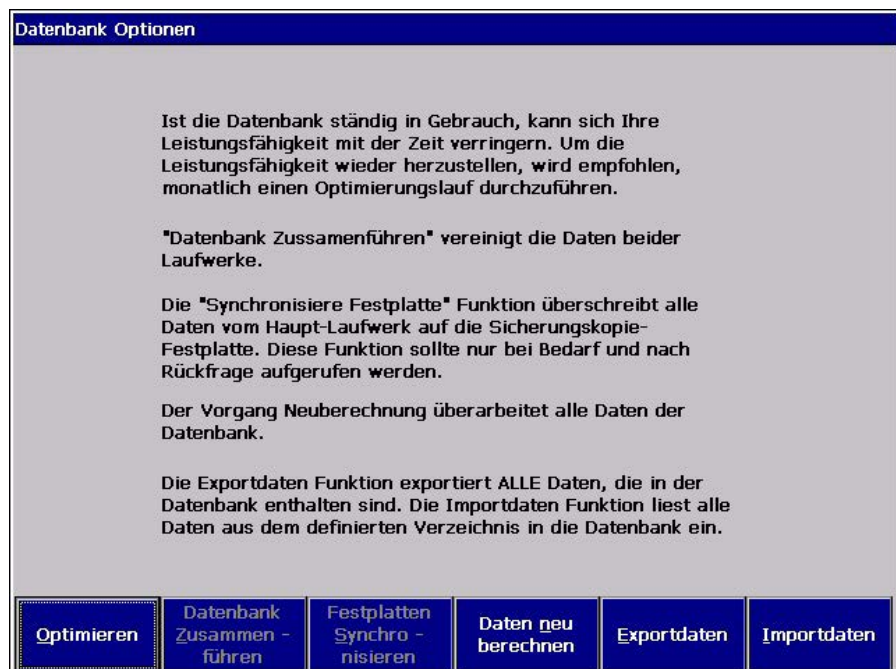 Datenbank Optionen
Ist die Datenbank ständig in Gebrauch, kann sich Ihre
Leistungsfähigkeit mit der Zeit verringern. Um die
Leistungsfähigkeit wieder herzustellen, wird empfohlen,
monatlich einen Optimierungslauf durchzuführen.
"Datenbank Zussamenführen" vereinigt die Daten beider
Laufwerke.
Die "Synchronisiere Festplatte" Funktion überschreibt alle
Daten vom Haupt-Laufwerk auf die Sicherungskopie-
Festplatte. Diese Funktion sollte nur bei Bedarf und nach
Rückfrage aufgerufen werden.
Der Vorgang Neuberechnung überarbeitet alle Daten der
Datenbank.
Die Exportdaten Funktion exportiert ALLE Daten, die in der
Datenbank enthalten sind. Die Importdaten Funktion liest alle
Daten aus dem definierten Verzeichnis in die Datenbank ein.
Optimieren
Datenbank
Zusammen -
führen
Festplatten
Synchro -
nisieren
Daten neu
berechnen
Exportdaten
Importdaten